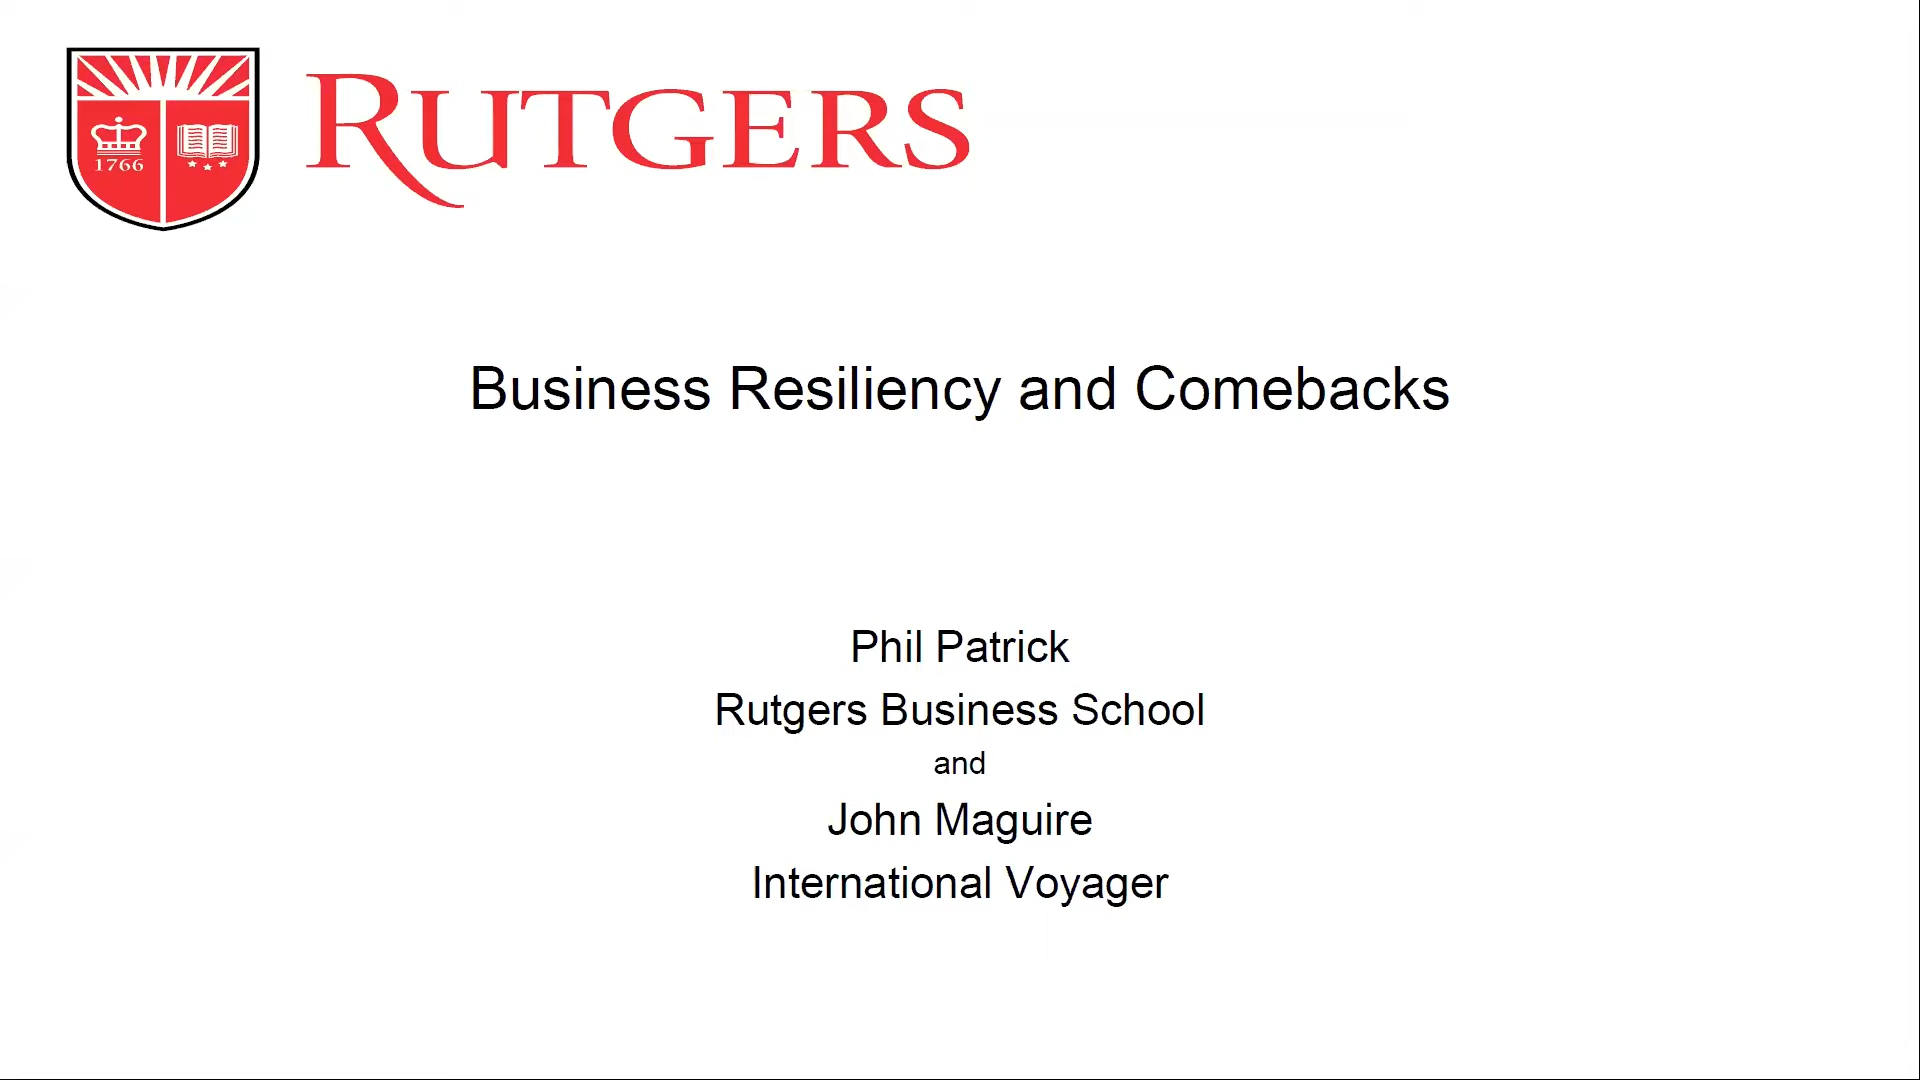 1766
RUTGERS
Business Resiliency and Comebacks
Phil Patrick
Rutgers Business School
and
John Maguire
International Voyager